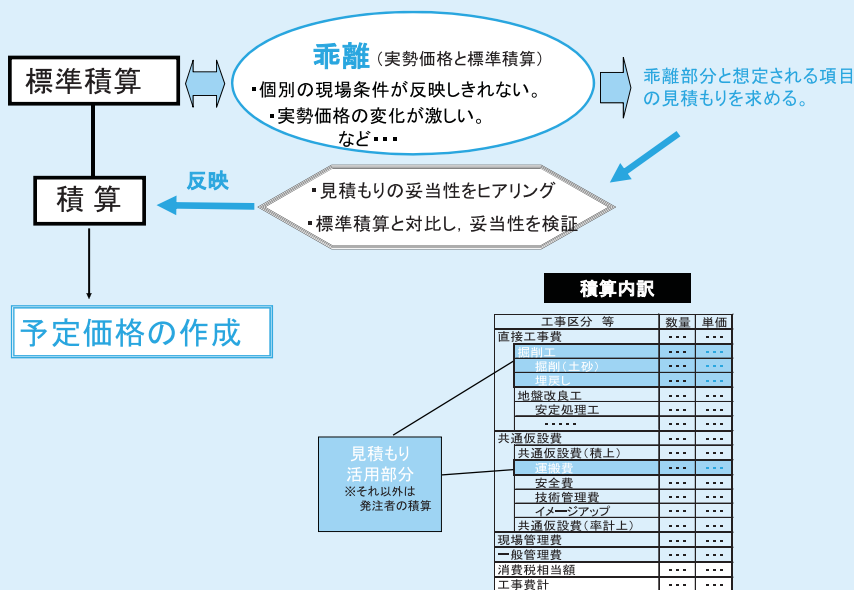 標準積算
乖離（実勢価格と標準積算）
・個別の現場条件が反映しきれない。
・実勢価格の変化が激しい。
など・・・
乖離部分と想定される項目
の見積もりを求める。
積 算
反映
・見積もりの妥当性をヒアリング
・標準積算と対比し，妥当性を検証
予定価格の作成
積算内訳
工事区分 等 数量 単価
直接工事費 ・・・ ・・・
掘削工 ・・・ ・・・
掘削（土砂） ・・・ ・・・
埋戻し ・・・ ・・・
地盤改良工 ・・・ ・・・
安定処理工 ・・・ ・・・
・・・・・ ・・・ ・・・
共通仮設費 ・・・ ・・・
共通仮設費（積上） ・・・ ・・・
運搬費 ・・・ ・・・
安全費 ・・・ ・・・
技術管理費 ・・・ ・・・
イメージアップ ・・・ ・・・
共通仮設費（率計上） ・・・ ・・・
現場管理費 ・・・ ・・・
一般管理費 ・・・ ・・・
消費税相当額 ・・・ ・・・
工事費計 ・・・ ・・・
見積もり
活用部分
※それ以外は
発注者の積算